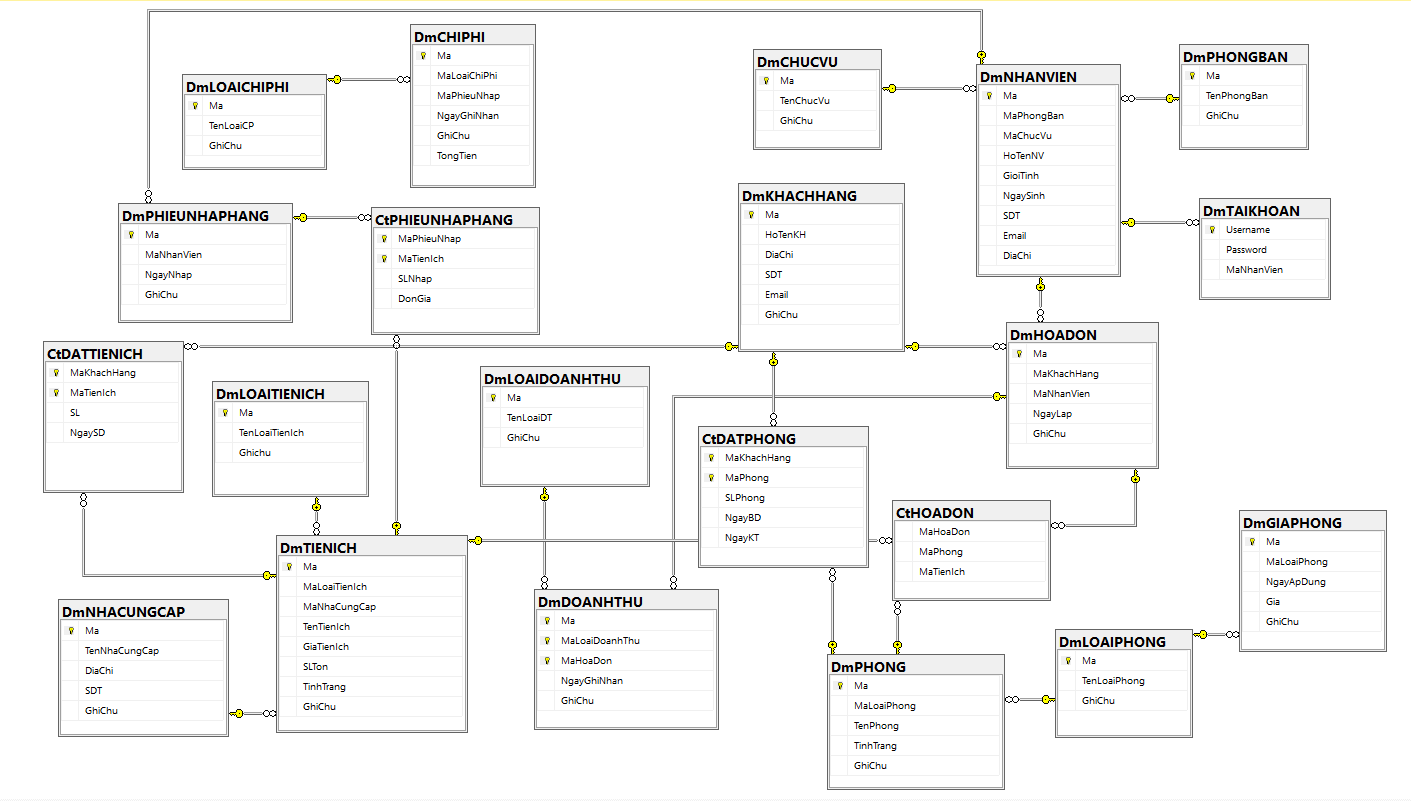 DmCHIPHI
Ma
MaLoaiChiPhi
MaPhieuNhap
NgayGhiNhan
GhiChu
TongTien
DmLOAICHIPHI
Ma
TenLoaiCP
GhiChu
DmCHUCVU
Ma
TenChucVu
GhiChu
DmNHANVIEN
Ma
MaPhongBan
MaChucVu
HoTenNV
GioiTinh
NgaySinh
SDT
Email
DiaChi
DmPHONGBAN
Ma
TenPhongBan
GhiChu
DmPHIEUNHAPHANG
Ma
MaNhanVien
NgayNhap
GhiChu
CtPHIEUNHAPHANG
MaPhieuNhap
MaTienIch
SLNhap
DonGia
DmKHACHHANG
Ma
HoTenKH
DiaChi
SDT
Email
GhiChu
DmTAIKHOAN
Username
Password
MaNhanVien
CtDATTIENICH
MaKhachHang
MaTienIch
SL
NgaySD
DmLOAITIENICH
Ma
TenLoaiTienIch
Ghichu
DmLOAIDOANHTHU
Ma
TenLoaiDT
GhiChu
DmHOADON
Ma
MaKhachHang
MaNhanVien
NgayLap
GhiChu
CtDATPHONG
MaKhachHang
MaPhong
SLPhong
NgayBD
NgayKT
CtHOADON
MaHoaDon
MaPhong
MaTienIch
DmGIAPHONG
Ma
MaLoaiPhong
NgayApDung
Gia
GhiChu
DmTIENICH
Ma
MaLoaiTienIch
MaNhaCungCap
TenTienIch
GiaTienIch
SLTon
TinhTrang
GhiChu
DmNHACUNGCAP
Ma
TenNhaCungCap
DiaChi
SDT
GhiChu
DmDOANHTHU
Ma
MaLoaiDoanhThu
MaHoaDon
NgayGhiNhan
GhiChu
DmPHONG
Ma
MaLoaiPhong
TenPhong
TinhTrang
GhiChu
DmLOAIPHONG
Ma
TenLoaiPhong
GhiChu